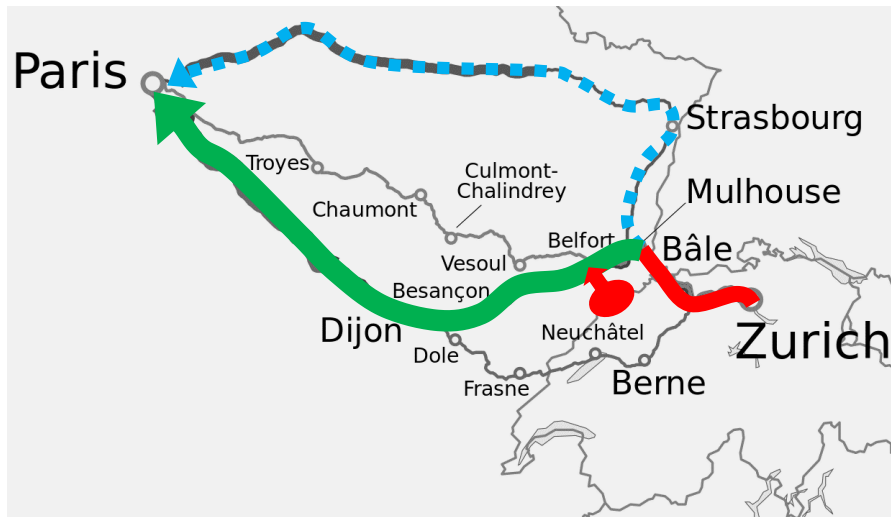 Paris
Strasbourg
Troyes
Culmont-
Chalindrey
Mulhouse
Chaumont
Belfort
Bâle
Vesoul
Besançon
Dijon
Neuchâtel
Zurich
Dole
Frasne
Berne